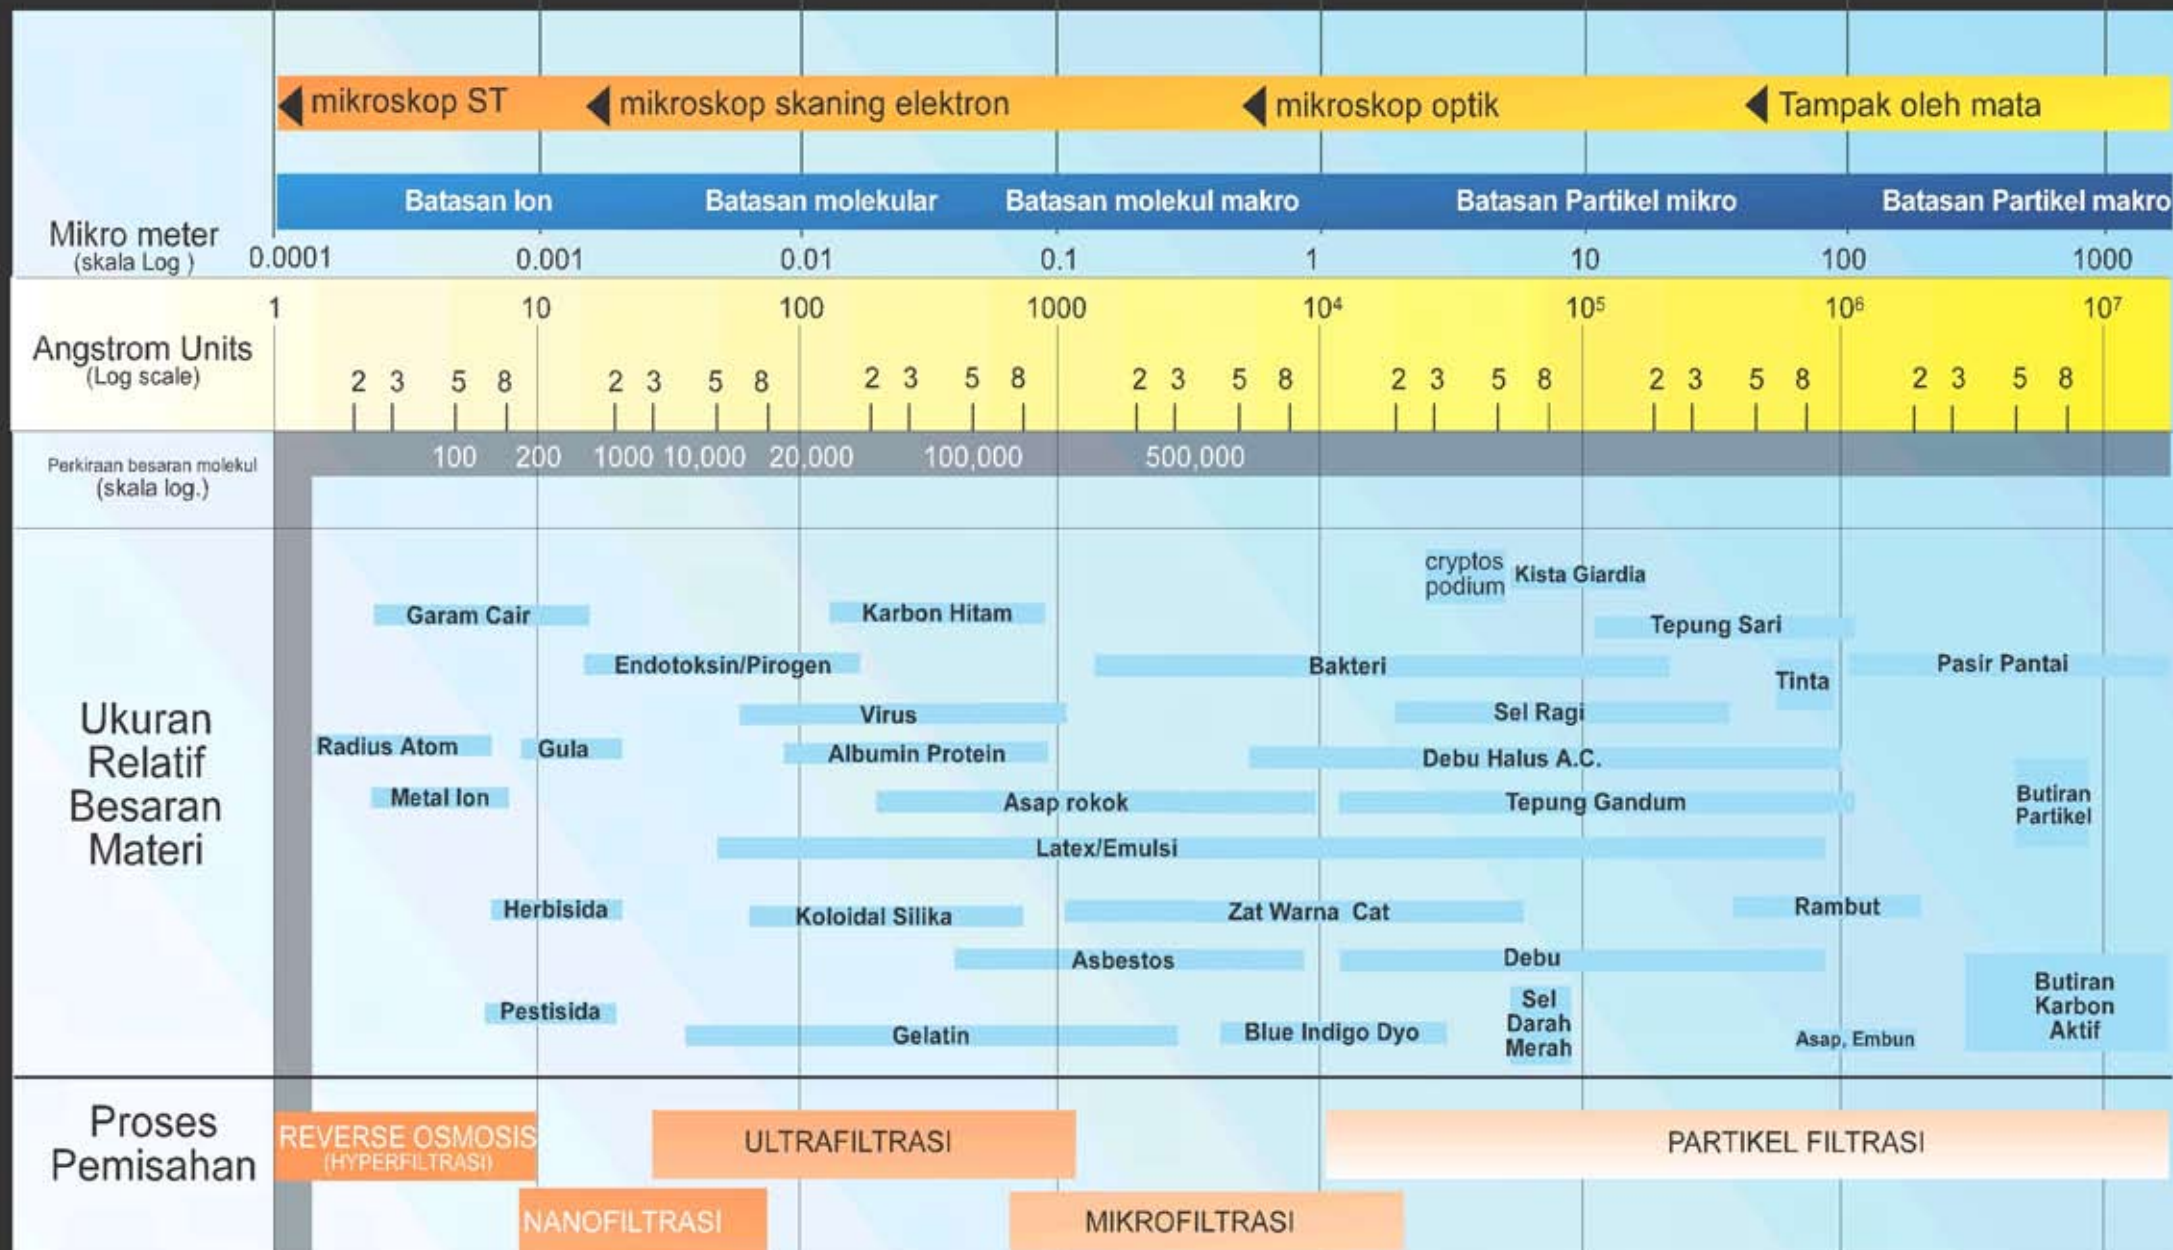 mikroskop ST mikroskop skaning elektron mikroskop optik Tampak oleh mata
Batasan Ion Batasan molekular Batasan molekul makro Batasan Partikel mikro Batasan Partikel makro
Mikro meter
(skala Log )
0.0001 0.001 0.01 0.1 1 10 100 1000
1 10 100 1000 10⁴ 10⁵ 10⁶ 10⁷
Angstrom Units
(Log scale)
2 3 5 8 2 3 5 8 2 3 5 8 2 3 5 8 2 3 5 8 2 3 5 8 2 3 5 8
Perkiraan besaran molekul
(skala log.)
100 200 1000 10,000 20,000 100,000 500,000
Ukuran
Relatif
Besaran
Materi
cryptos
podium
Kista Giardia
Garam Cair Karbon Hitam Tepung Sari
Endotoksin/Pirogen Bakteri Pasir Pantai
Tinta
Virus Sel Ragi
Radius Atom Gula Albumin Protein Debu Halus A.C.
Metal Ion Asap rokok Tepung Gandum
Butiran
Partikel
Latex/Emulsi
Herbisida Koloidal Silika Zat Warna Cat Rambut
Asbestos Debu
Butiran
Karbon
Aktif
Sel
Darah
Merah
Pestisida Gelatin Blue Indigo Dyo Asap, Embun
Proses
Pemisahan
REVERSE OSMOSIS
(HYPERFILTRASI)
ULTRAFILTRASI PARTIKEL FILTRASI
NANOFILTRASI MIKROFILTRASI